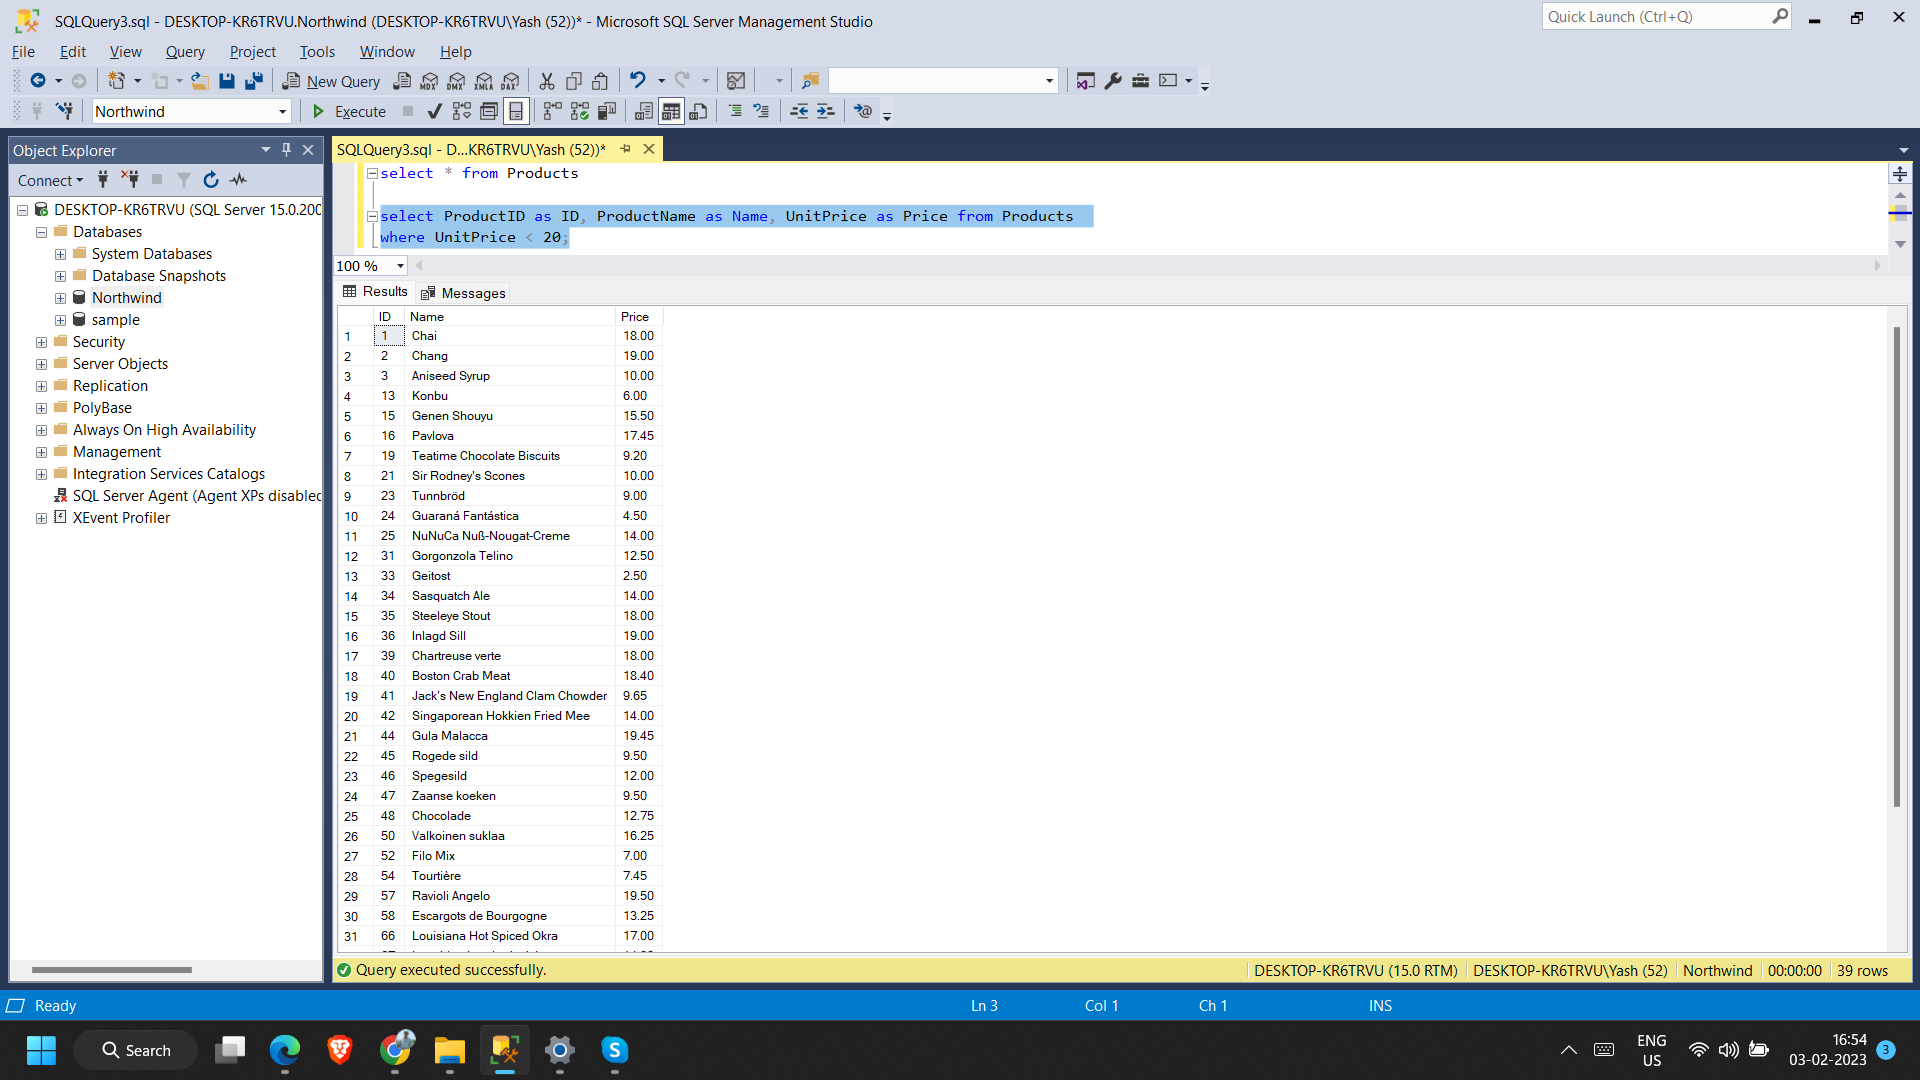 SQLQuery3.sql - DESKTOP-KR6TRVU.Northwind (DESKTOP-KR6TRVU\Yash (52))* - Microsoft SQL Server Management Studio
Quick Launch (Ctrl+Q)
File Edit View Query Project Tools Window Help
New Query MDX DMX XMLA DAX
Northwind Execute
Object Explorer
Connect
DESKTOP-KR6TRVU (SQL Server 15.0.200
Databases
System Databases
Database Snapshots
Northwind
sample
Security
Server Objects
Replication
PolyBase
Always On High Availability
Management
Integration Services Catalogs
SQL Server Agent (Agent XPs disabled
XEvent Profiler
SQLQuery3.sql - D...KR6TRVU\Yash (52))*
select * from Products
select ProductID as ID, ProductName as Name, UnitPrice as Price from Products
where UnitPrice < 20;
100 %
Results Messages
ID Name Price
1 1 Chai 18.00
2 2 Chang 19.00
3 3 Aniseed Syrup 10.00
4 13 Konbu 6.00
5 15 Genen Shouyu 15.50
6 16 Pavlova 17.45
7 19 Teatime Chocolate Biscuits 9.20
8 21 Sir Rodney's Scones 10.00
9 23 Tunnbröd 9.00
10 24 Guaraná Fantástica 4.50
11 25 NuNuCa Nuß-Nougat-Creme 14.00
12 31 Gorgonzola Telino 12.50
13 33 Geitost 2.50
14 34 Sasquatch Ale 14.00
15 35 Steeleye Stout 18.00
16 36 Inlagd Sill 19.00
17 39 Chartreuse verte 18.00
18 40 Boston Crab Meat 18.40
19 41 Jack's New England Clam Chowder 9.65
20 42 Singaporean Hokkien Fried Mee 14.00
21 44 Gula Malacca 19.45
22 45 Rogede sild 9.50
23 46 Spegesild 12.00
24 47 Zaanse koeken 9.50
25 48 Chocolade 12.75
26 50 Valkoinen suklaa 16.25
27 52 Filo Mix 7.00
28 54 Tourtière 7.45
29 57 Ravioli Angelo 19.50
30 58 Escargots de Bourgogne 13.25
31 66 Louisiana Hot Spiced Okra 17.00
Query executed successfully. DESKTOP-KR6TRVU (15.0 RTM) DESKTOP-KR6TRVU\Yash (52) Northwind 00:00:00 39 rows
Ready Ln 3 Col 1 Ch 1 INS
Search
ENG
US
16:54
03-02-2023
3